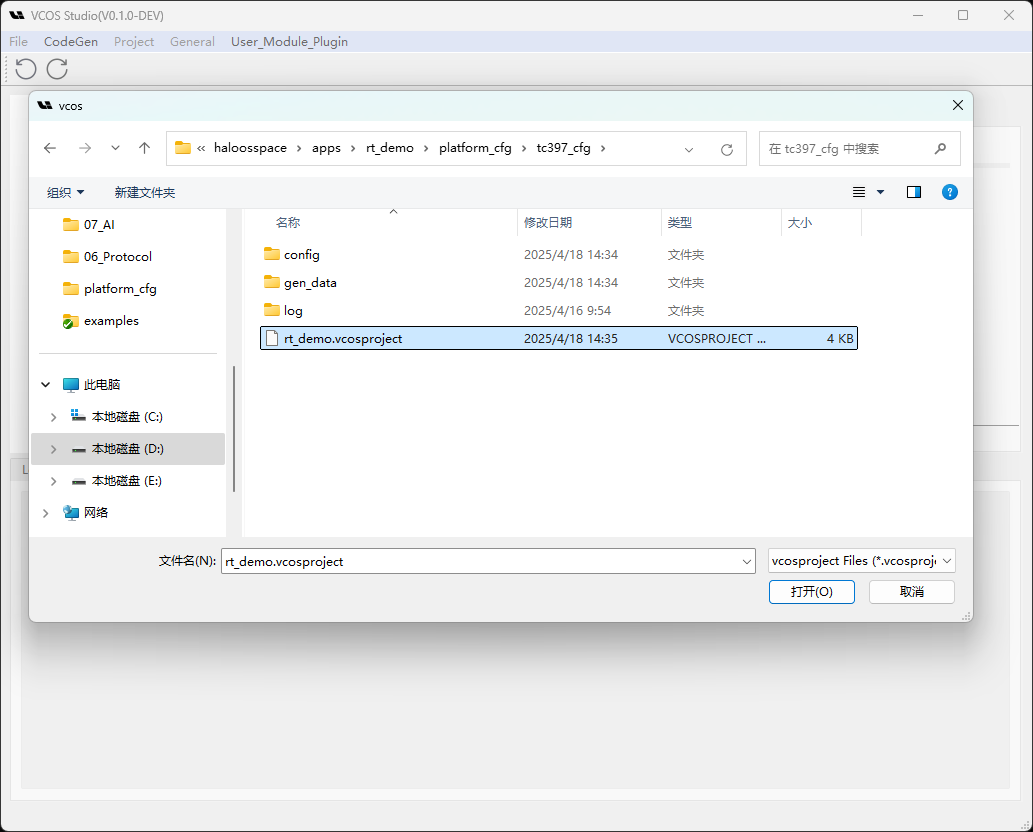 VCOS Studio(V0.1.0-DEV)
File CodeGen Project General User_Module_Plugin
vcos
« haloosspace › apps › rt_demo › platform_cfg › tc397_cfg › 在 tc397_cfg 中搜索
组织 新建文件夹
07_AI
06_Protocol
platform_cfg
examples
此电脑
本地磁盘 (C:)
本地磁盘 (D:)
本地磁盘 (E:)
网络
名称 修改日期 类型 大小
config 2025/4/18 14:34 文件夹
gen_data 2025/4/18 14:34 文件夹
log 2025/4/16 9:54 文件夹
rt_demo.vcosproject 2025/4/18 14:35 VCOSPROJECT ... 4 KB
L
文件名(N): rt_demo.vcosproject vcosproject Files (*.vcosproj
打开(O) 取消